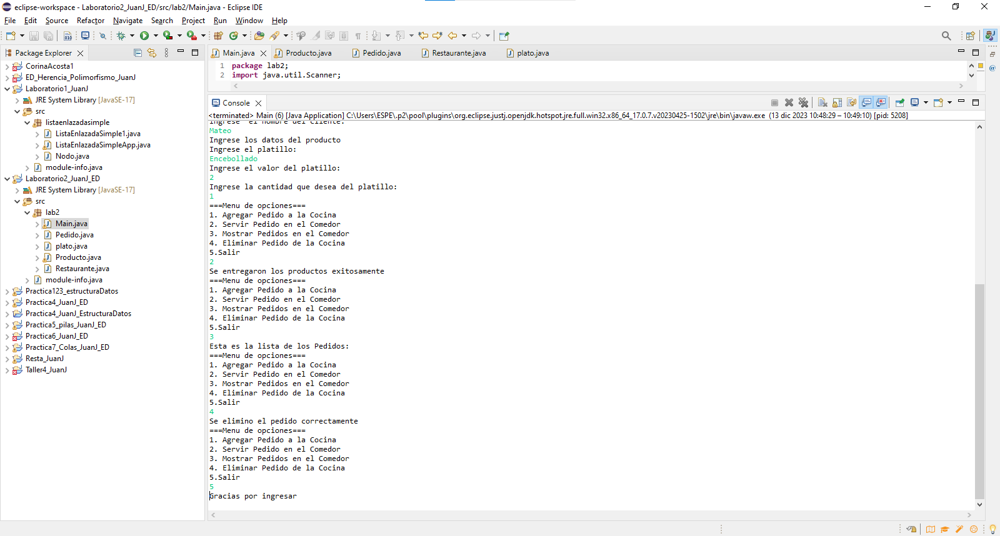 eclipse-workspace - Laboratorio2_JuanJ_ED/src/lab2/Main.java - Eclipse IDE
File Edit Source Refactor Navigate Search Project Run Window Help
Package Explorer
CorinaAcosta1
ED_Herencia_Polimorfismo_JuanJ
Laboratorio1_JuanJ
JRE System Library [JavaSE-17]
src
listaenlazadasimple
ListaEnlazadaSimple1.java
ListaEnlazadaSimpleApp.java
Nodo.java
module-info.java
Laboratorio2_JuanJ_ED
JRE System Library [JavaSE-17]
src
lab2
Main.java
Pedido.java
plato.java
Producto.java
Restaurante.java
module-info.java
Practica123_estructuraDatos
Practica4_JuanJ_ED
Practica4_JuanJ_EstructuraDatos
Practica5_pilas_JuanJ_ED
Practica6_JuanJ_ED
Practica7_Colas_JuanJ_ED
Resta_JuanJ
Taller4_JuanJ
Main.java Producto.java Pedido.java Restaurante.java plato.java
1 package lab2;
2 import java.util.Scanner;
Console
<terminated> Main (6) [Java Application] C:\Users\ESPE\.p2\pool\plugins\org.eclipse.justj.openjdk.hotspot.jre.full.win32.x86_64_17.0.7.v20230425-1502\jre\bin\javaw.exe (13 dic 2023 10:48:29 – 10:49:10) [pid: 5208]
Ingrese el nombre del cliente:
Mateo
Ingrese los datos del producto
Ingrese el platillo:
Encebollado
Ingrese el valor del platillo:
2
Ingrese la cantidad que desea del platillo:
1
===Menu de opciones===
1. Agregar Pedido a la Cocina
2. Servir Pedido en el Comedor
3. Mostrar Pedidos en el Comedor
4. Eliminar Pedido de la Cocina
5.Salir
2
Se entregaron los productos exitosamente
===Menu de opciones===
1. Agregar Pedido a la Cocina
2. Servir Pedido en el Comedor
3. Mostrar Pedidos en el Comedor
4. Eliminar Pedido de la Cocina
5.Salir
3
Esta es la lista de los Pedidos:
===Menu de opciones===
1. Agregar Pedido a la Cocina
2. Servir Pedido en el Comedor
3. Mostrar Pedidos en el Comedor
4. Eliminar Pedido de la Cocina
5.Salir
4
Se elimino el pedido correctamente
===Menu de opciones===
1. Agregar Pedido a la Cocina
2. Servir Pedido en el Comedor
3. Mostrar Pedidos en el Comedor
4. Eliminar Pedido de la Cocina
5.Salir
5
Gracias por ingresar